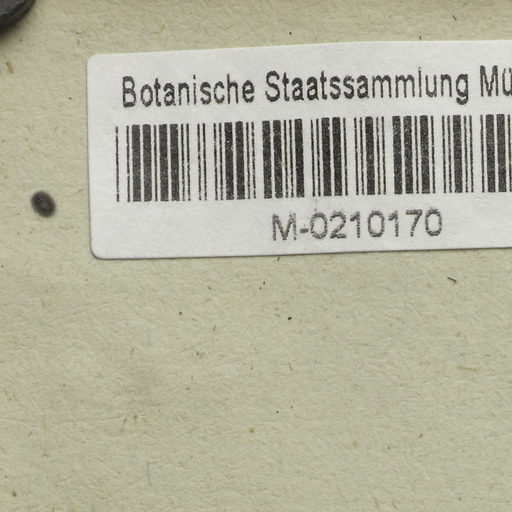 Botanische Staatssammlung Mü
M-0210170